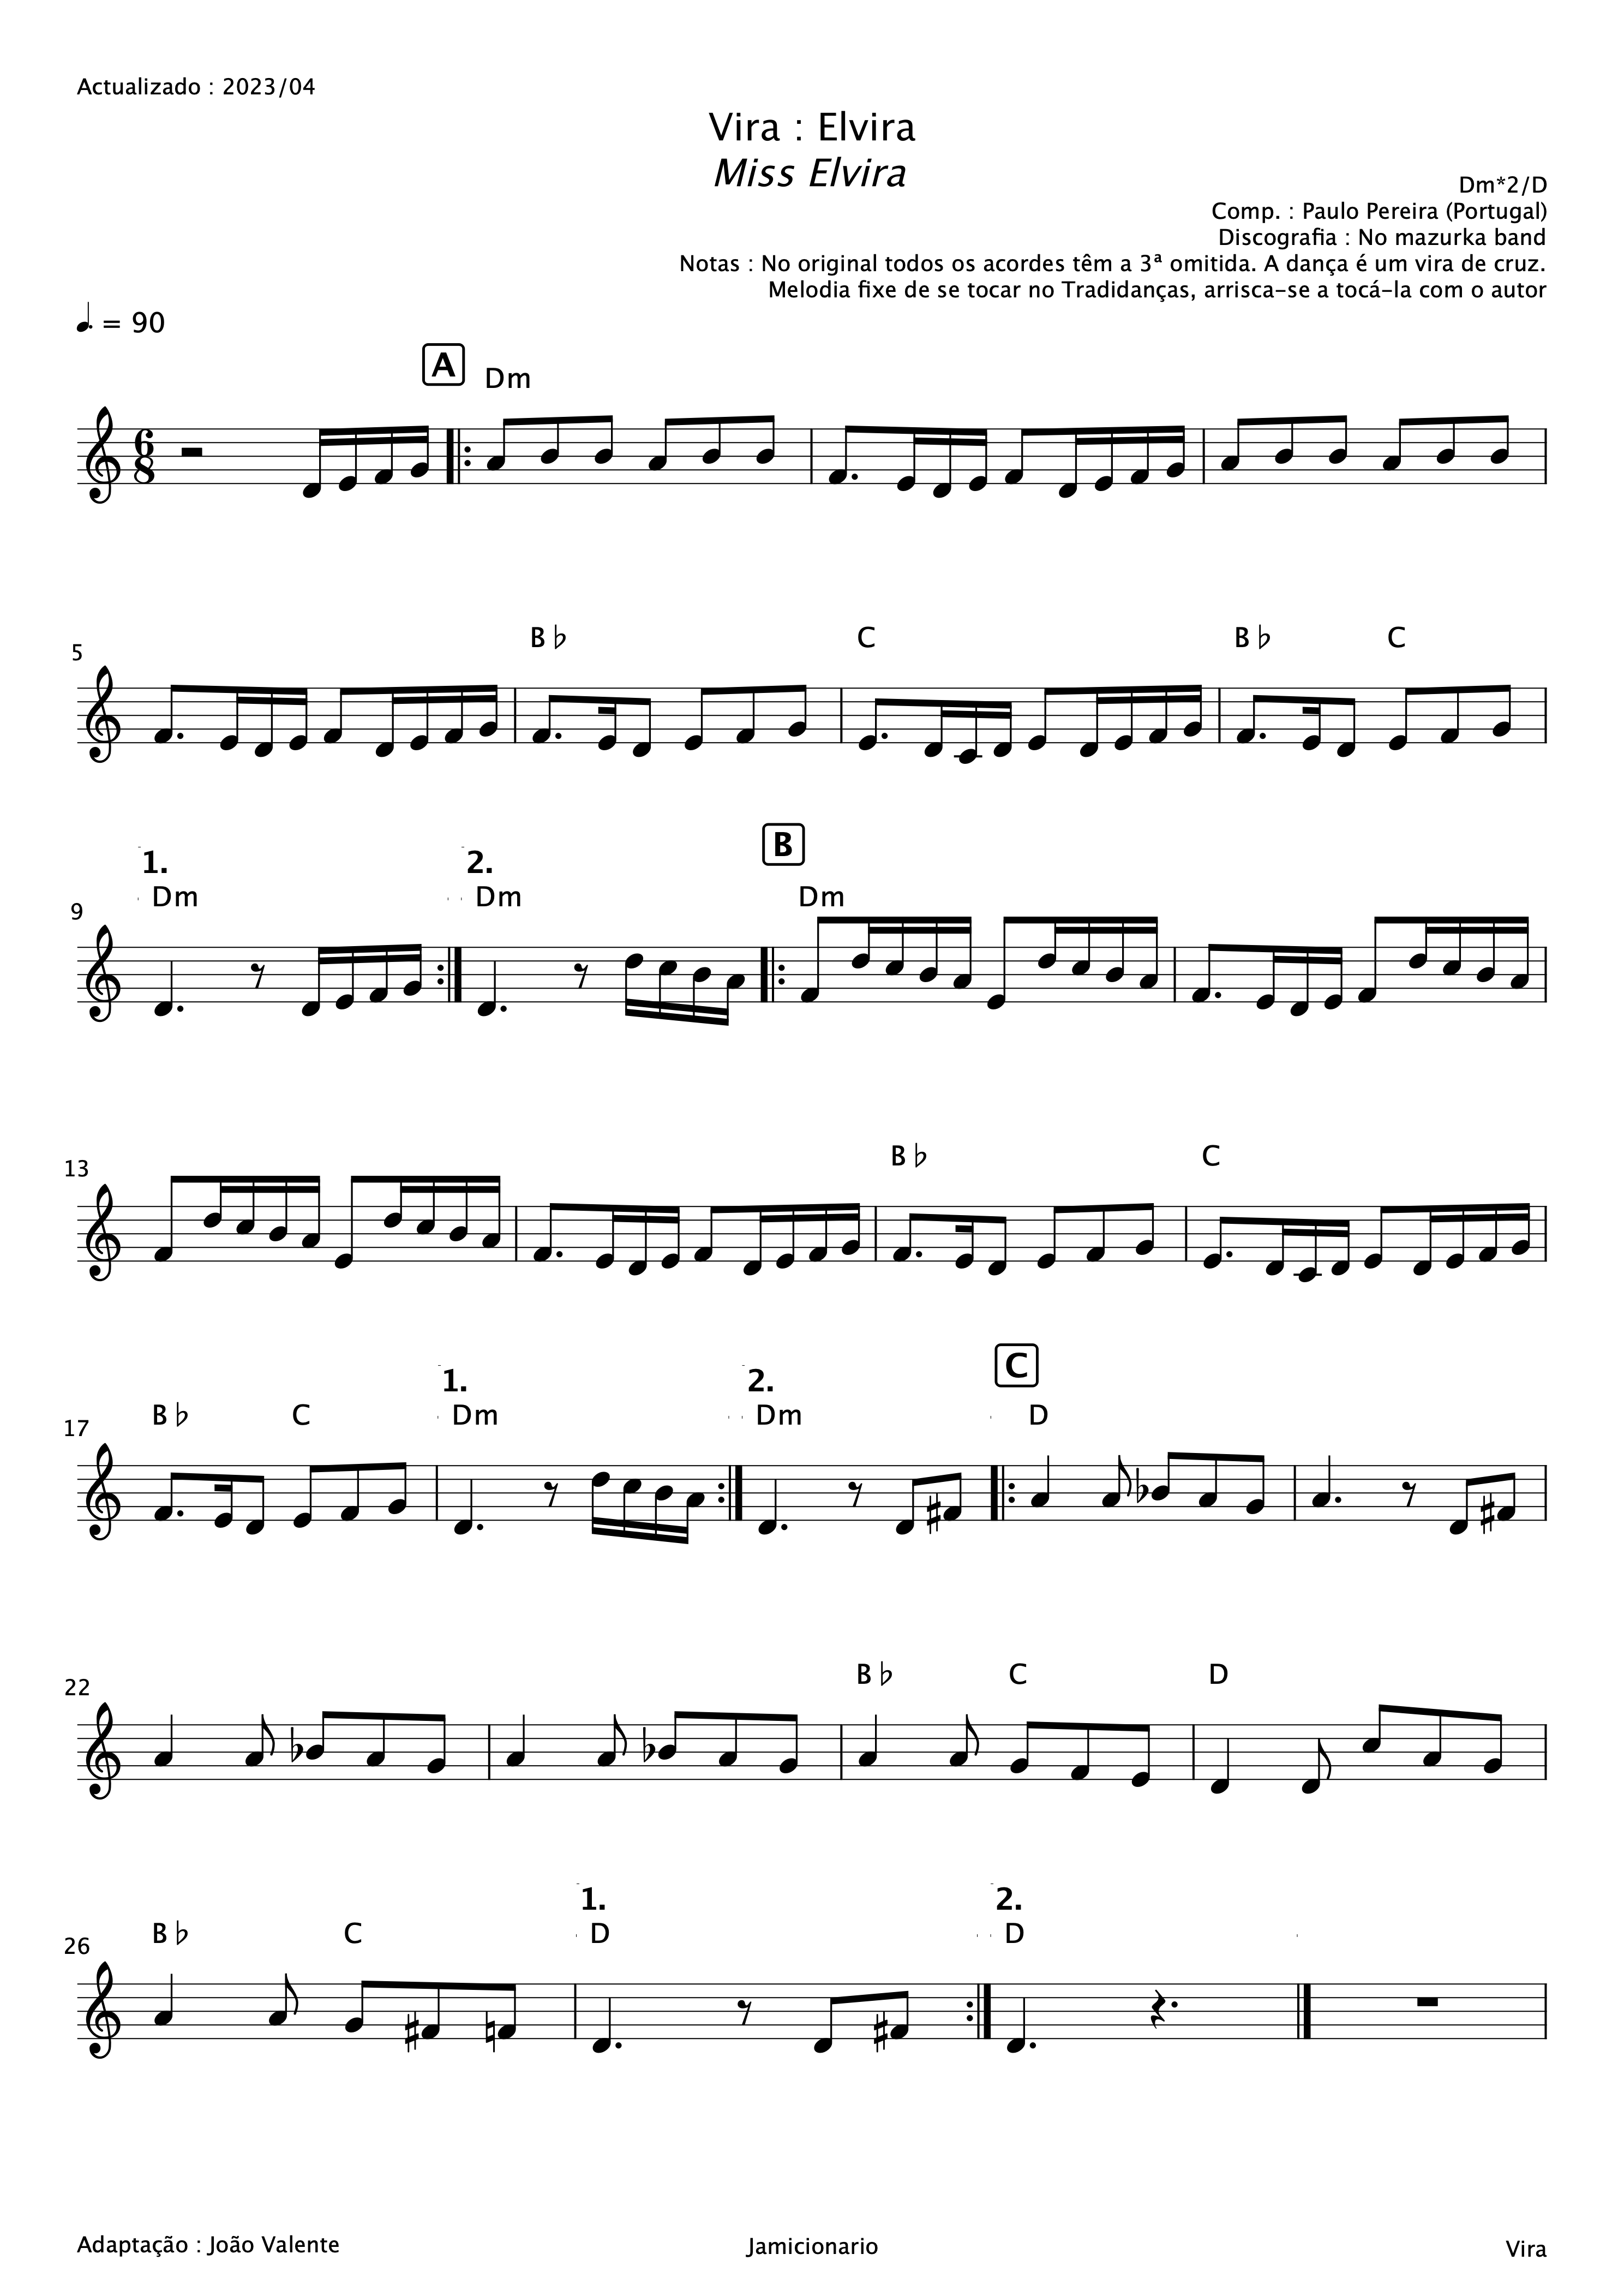 Actualizado : 2023/04
Vira : Elvira
Miss Elvira
Dm*2/D
Comp. : Paulo Pereira (Portugal)
Discografia : No mazurka band
Notas : No original todos os acordes têm a 3ª omitida. A dança é um vira de cruz.
Melodia fixe de se tocar no Tradidanças, arrisca-se a tocá-la com o autor
♩. = 90
A Dm
6
8
B♭ C B♭ C
5
1. 2. B
Dm Dm Dm
9
B♭ C
13
1. 2. C
B♭ C Dm Dm D
17
B♭ C D
22
1. 2.
B♭ C D D
26
Adaptação : João Valente Jamicionario Vira